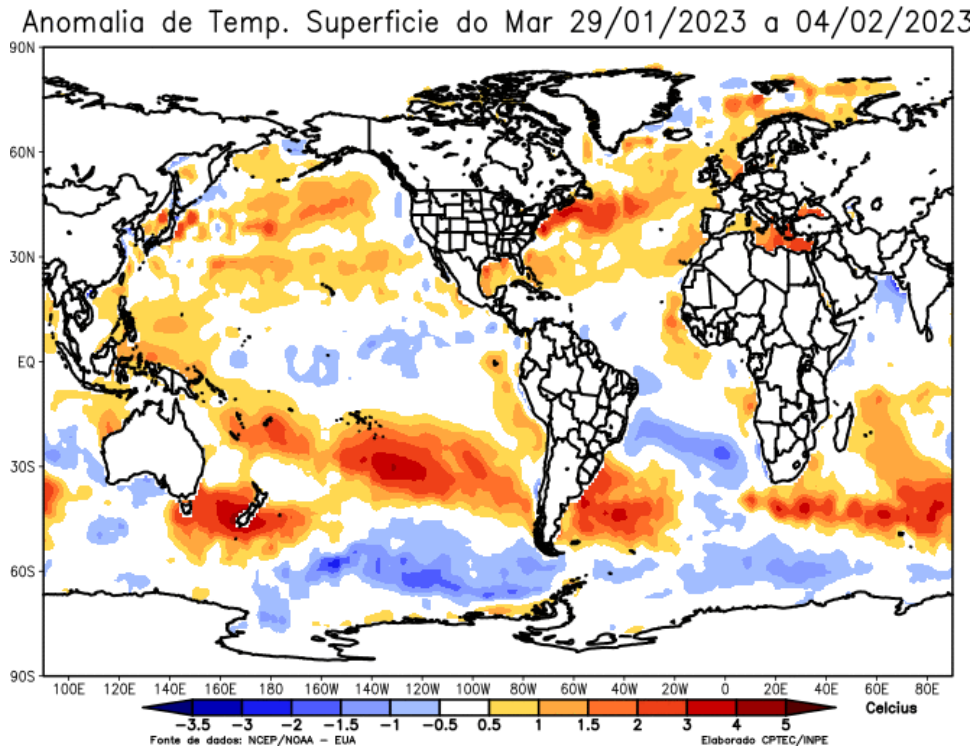 Anomalia de Temp. Superficie do Mar 29/01/2023 a 04/02/2023
90N
60N
30N
EQ
30S
60S
90S
100E 120E 140E 160E 180 160W 140W 120W 100W 80W 60W 40W 20W 0 20E 40E 60E 80E
-3.5 -3 -2 -1.5 -1 -0.5 0.5 1 2 3 4 5
Celcius
Fonte de dados: NCEP/NOAA - EUA
Elaborado CPTEC/INPE